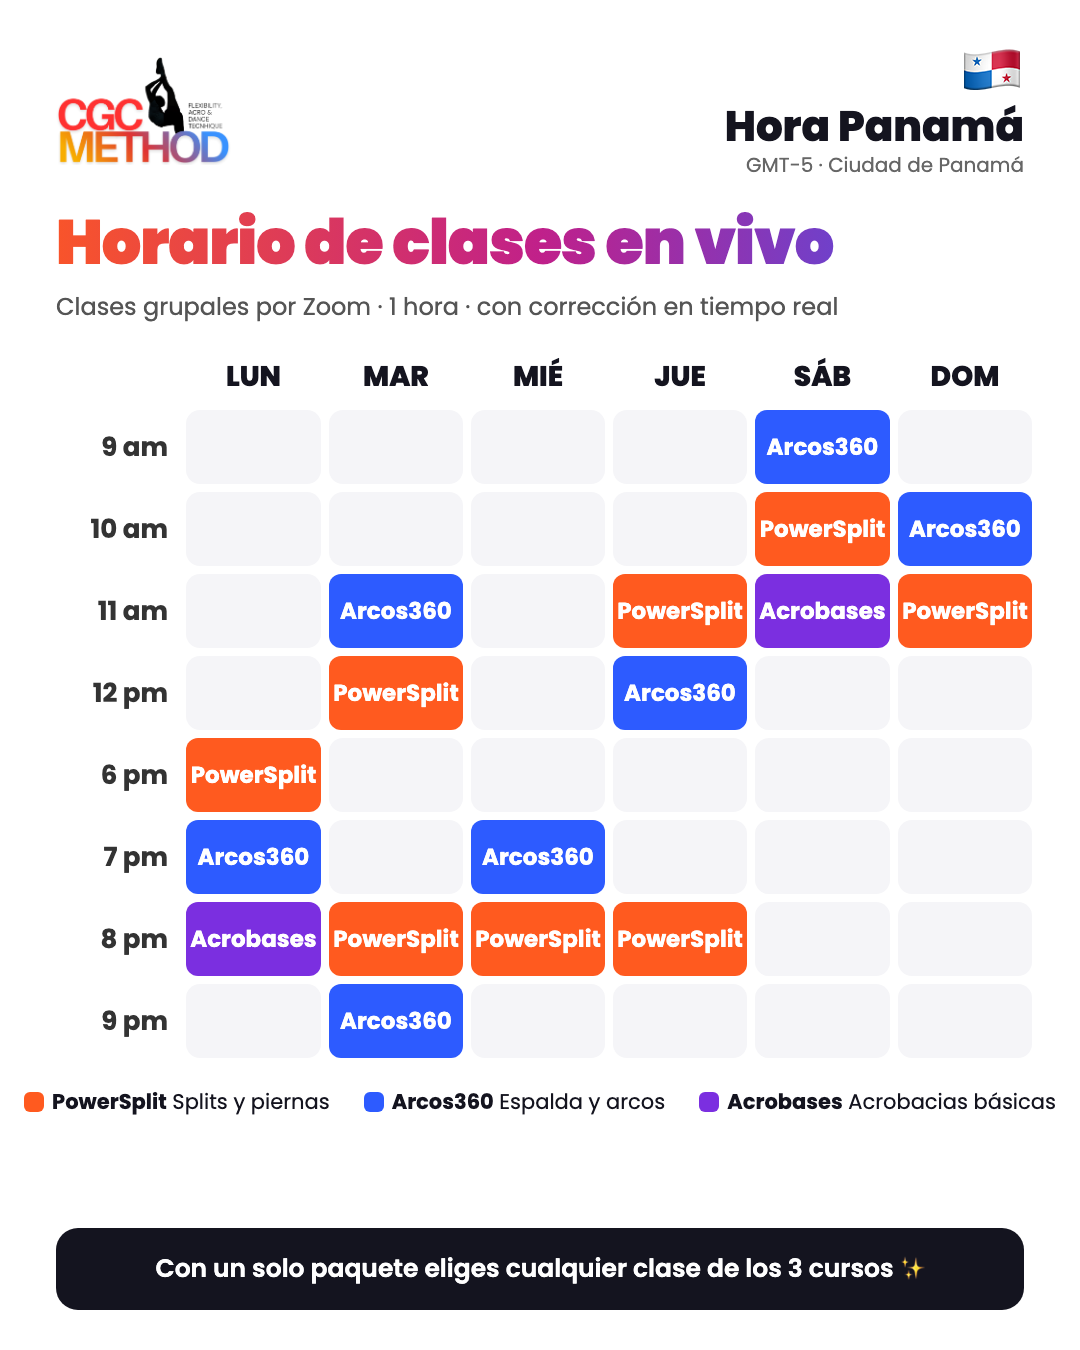 CGC
METHOD
FLEXIBILITY,
ACRO &
DANCE
TECNHIQUE
Hora Panamá
GMT-5 · Ciudad de Panamá
Horario de clases en vivo
Clases grupales por Zoom · 1 hora · con corrección en tiempo real
LUN MAR MIÉ JUE SÁB DOM
9 am Arcos360
10 am PowerSplit Arcos360
11 am Arcos360 PowerSplit Acrobases PowerSplit
12 pm PowerSplit Arcos360
6 pm PowerSplit
7 pm Arcos360 Arcos360
8 pm Acrobases PowerSplit PowerSplit PowerSplit
9 pm Arcos360
PowerSplit Splits y piernas Arcos360 Espalda y arcos Acrobases Acrobacias básicas
Con un solo paquete eliges cualquier clase de los 3 cursos ✨